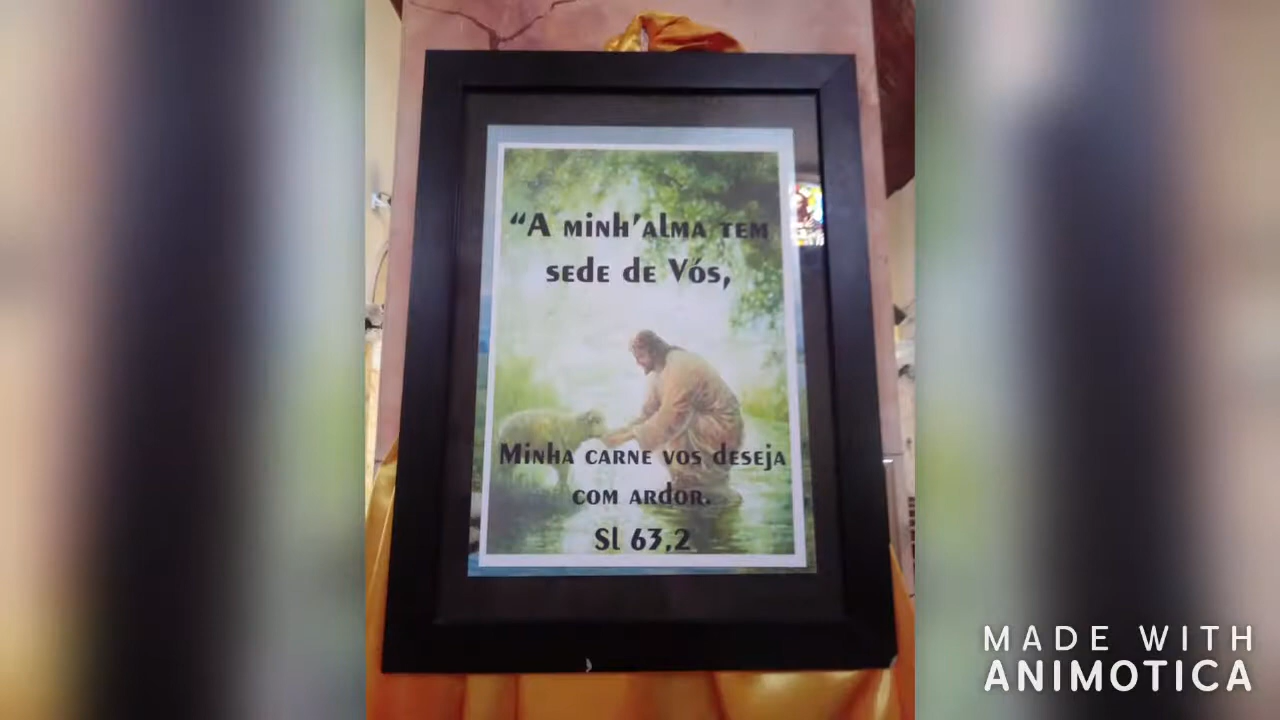 “A minh’alma tem
sede de Vós,
Minha carne vos deseja
com ardor.
Sl 63,2
MADE WITH
ANIMOTICA